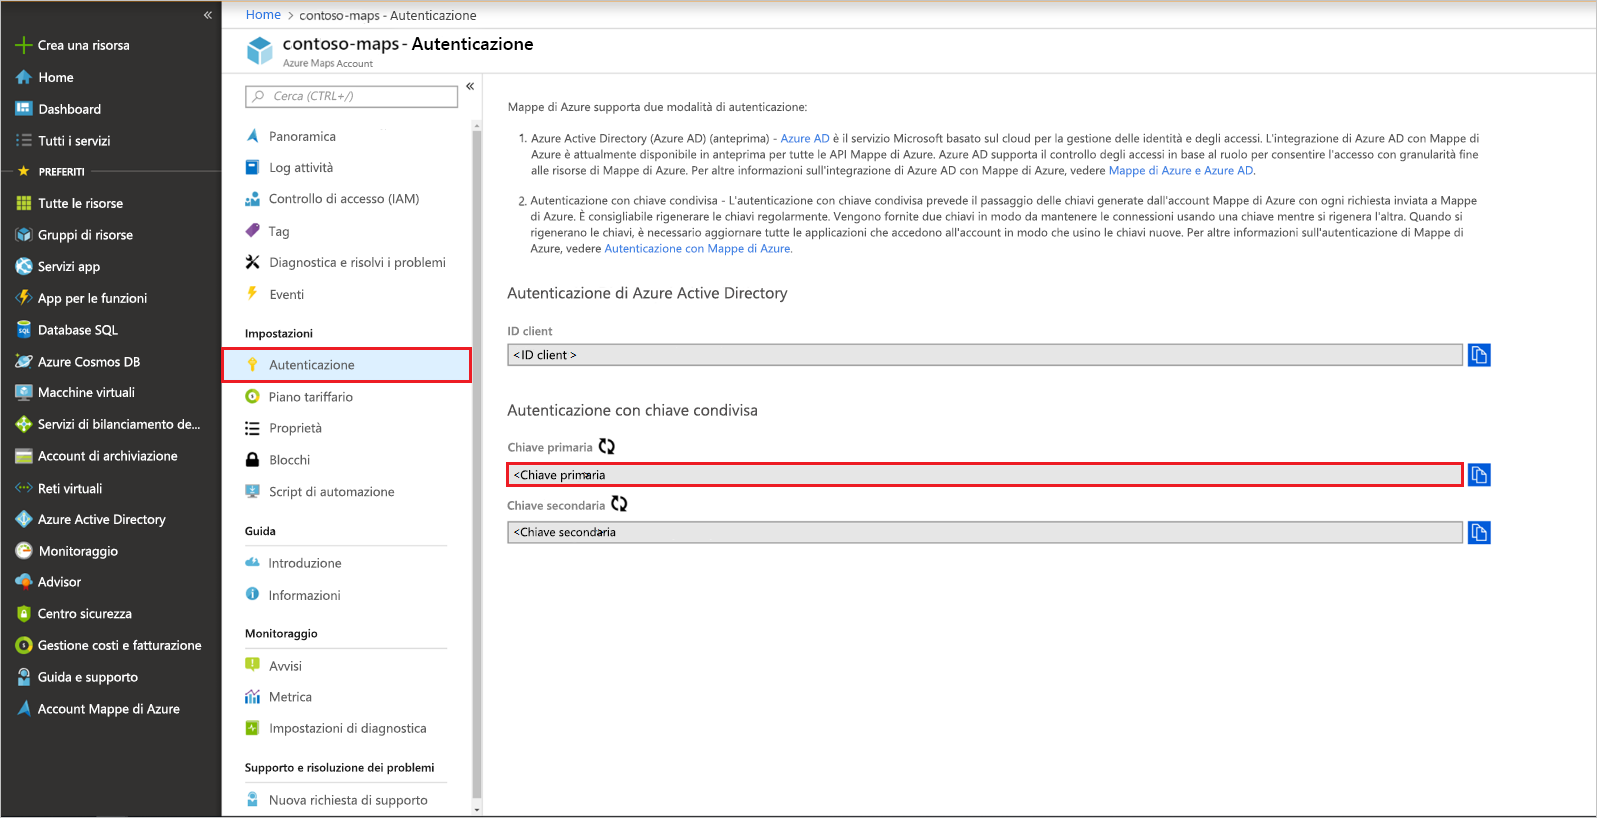 «
Crea una risorsa
Home
Dashboard
Tutti i servizi
PREFERITI
Tutte le risorse
Gruppi di risorse
Servizi app
App per le funzioni
Database SQL
Azure Cosmos DB
Macchine virtuali
Servizi di bilanciamento de...
Account di archiviazione
Reti virtuali
Azure Active Directory
Monitoraggio
Advisor
Centro sicurezza
Gestione costi e fatturazione
Guida e supporto
Account Mappe di Azure
Home > contoso-maps - Autenticazione
contoso-maps - Autenticazione
Azure Maps Account
Cerca (CTRL+/)
«
Panoramica
Log attività
Controllo di accesso (IAM)
Tag
Diagnostica e risolvi i problemi
Eventi
Impostazioni
Autenticazione
Piano tariffario
Proprietà
Blocchi
Script di automazione
Guida
Introduzione
Informazioni
Monitoraggio
Avvisi
Metrica
Impostazioni di diagnostica
Supporto e risoluzione dei problemi
Nuova richiesta di supporto
Mappe di Azure supporta due modalità di autenticazione:
1. Azure Active Directory (Azure AD) (anteprima) - Azure AD è il servizio Microsoft basato sul cloud per la gestione delle identità e degli accessi. L'integrazione di Azure AD con Mappe di
Azure è attualmente disponibile in anteprima per tutte le API Mappe di Azure. Azure AD supporta il controllo degli accessi in base al ruolo per consentire l'accesso con granularità fine
alle risorse di Mappe di Azure. Per altre informazioni sull'integrazione di Azure AD con Mappe di Azure, vedere Mappe di Azure e Azure AD.
2. Autenticazione con chiave condivisa - L'autenticazione con chiave condivisa prevede il passaggio delle chiavi generate dall'account Mappe di Azure con ogni richiesta inviata a Mappe
di Azure. È consigliabile rigenerare le chiavi regolarmente. Vengono fornite due chiavi in modo da mantenere le connessioni usando una chiave mentre si rigenera l'altra. Quando si
rigenerano le chiavi, è necessario aggiornare tutte le applicazioni che accedono all'account in modo che usino le chiavi nuove. Per altre informazioni sull'autenticazione di Mappe di
Azure, vedere Autenticazione con Mappe di Azure.
Autenticazione di Azure Active Directory
ID client
<ID client >
Autenticazione con chiave condivisa
Chiave primaria
<Chiave primaria
Chiave secondaria
<Chiave secondaria